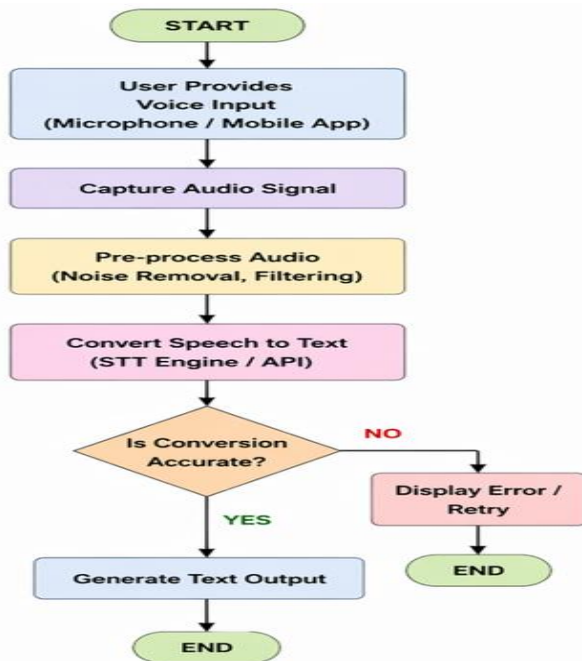 START
User Provides
Voice Input
(Microphone / Mobile App)
Capture Audio Signal
Pre-process Audio
(Noise Removal, Filtering)
Convert Speech to Text
(STT Engine / API)
Is Conversion
Accurate?
NO
Display Error /
Retry
END
YES
Generate Text Output
END